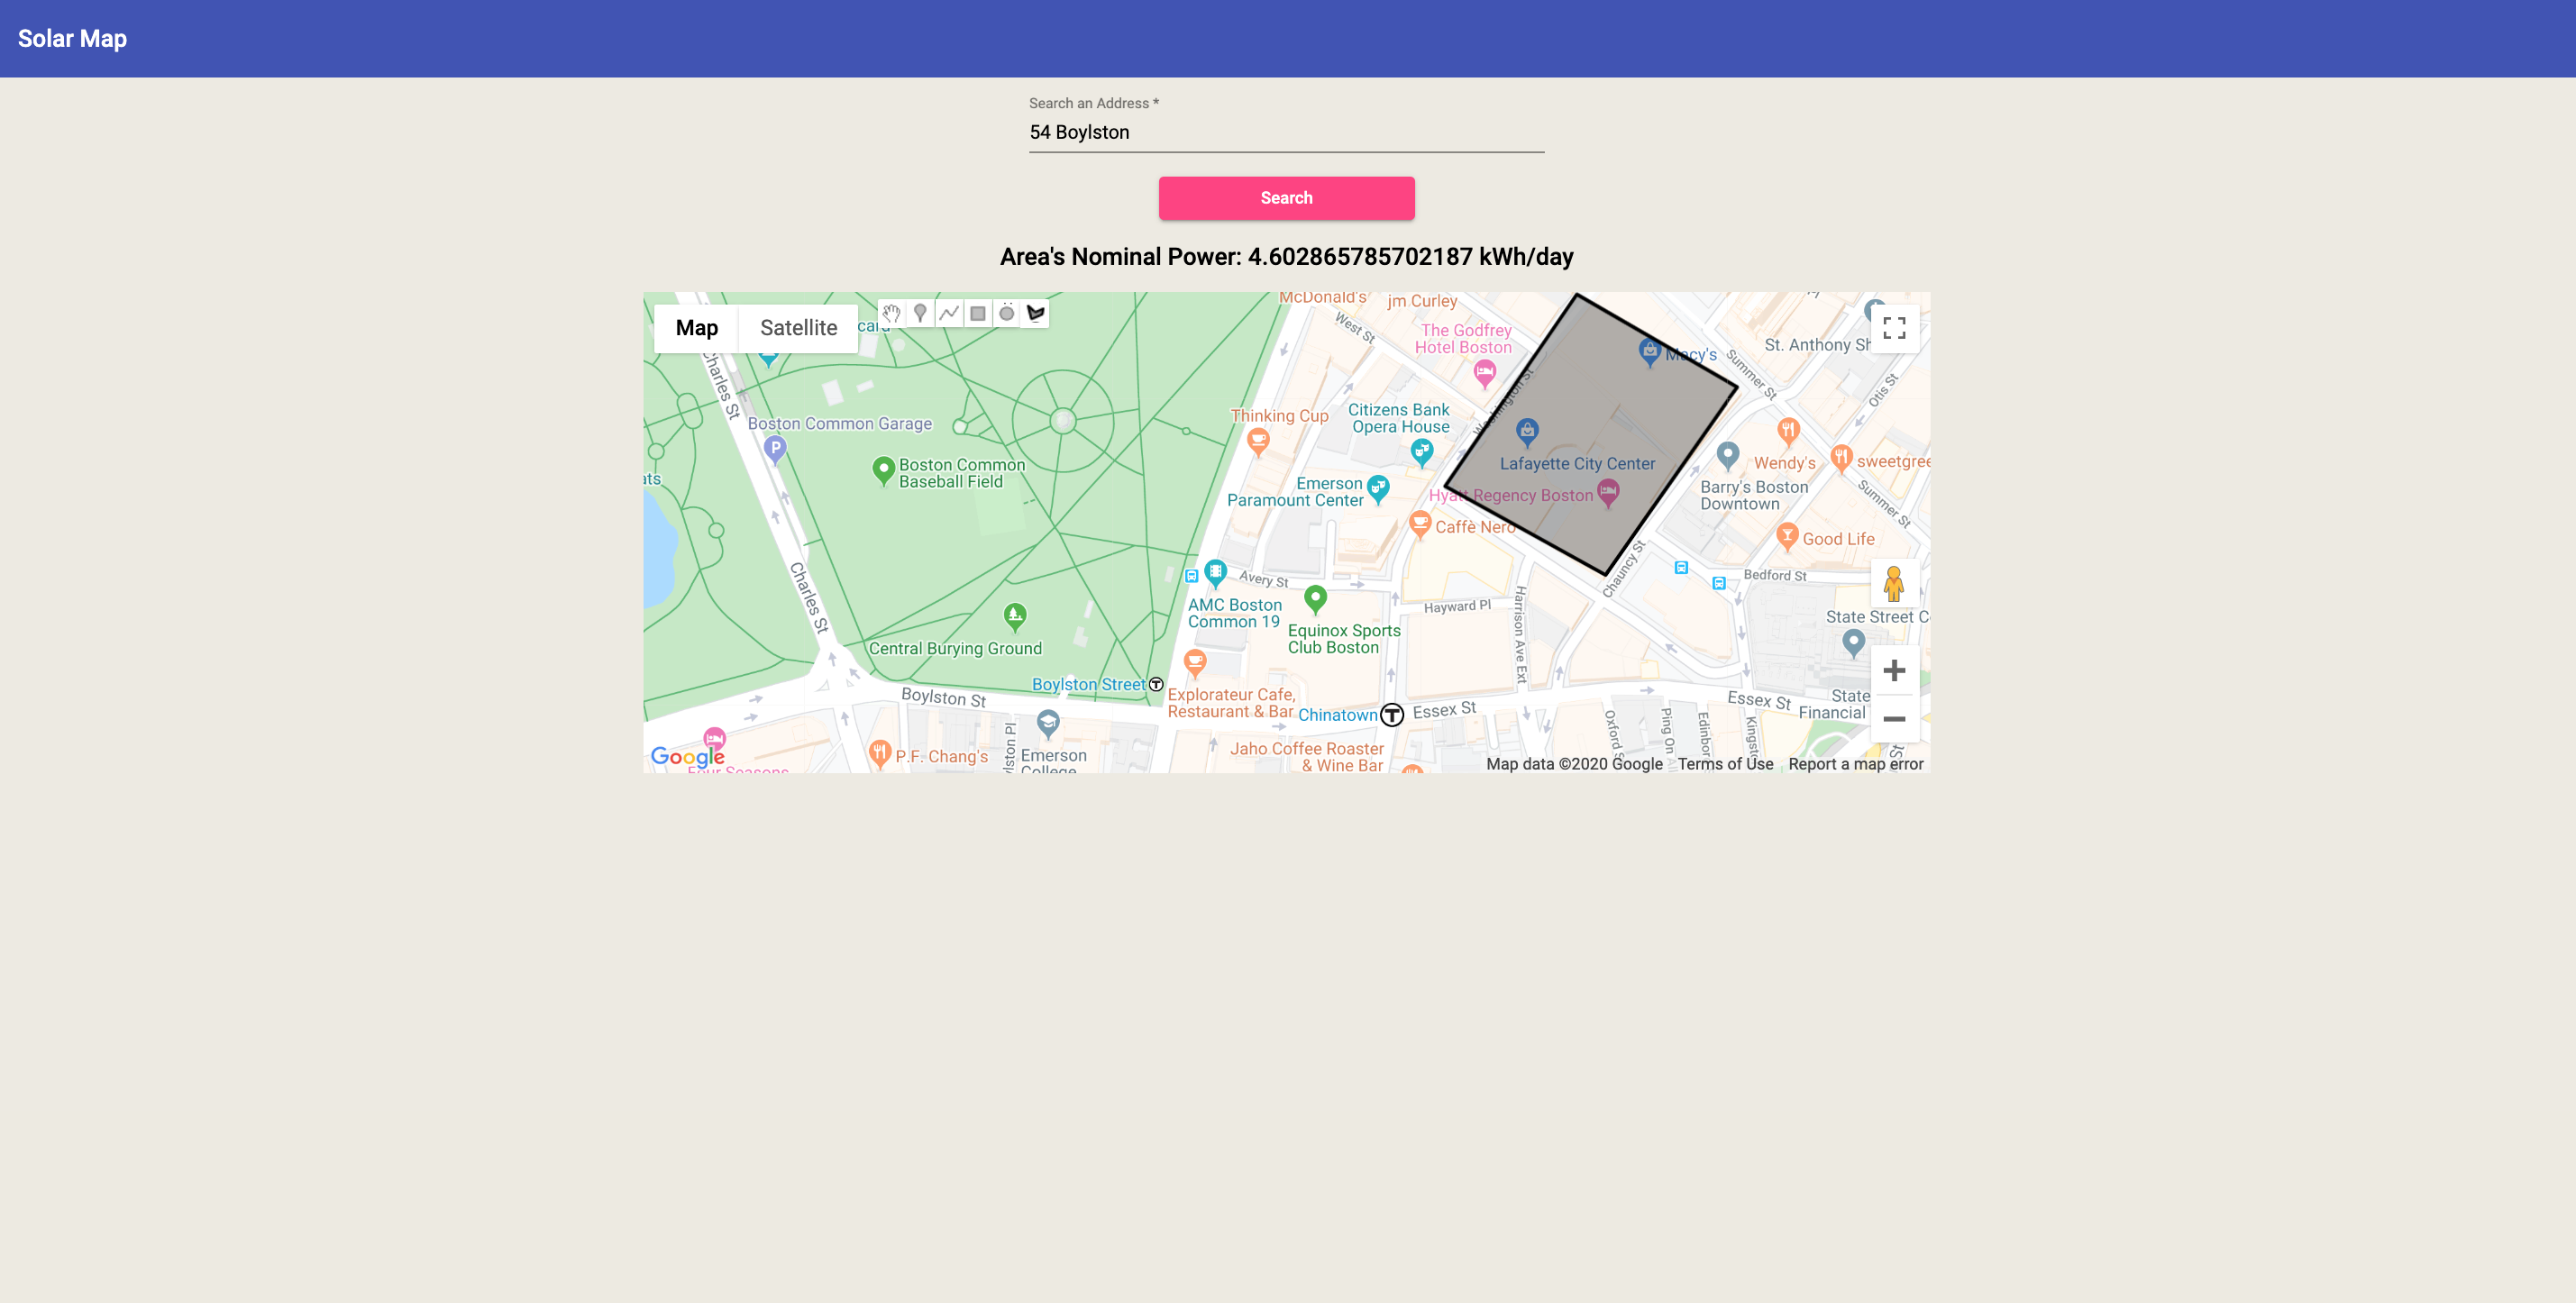 Solar Map
Search an Address *
54 Boylston
Search
Area's Nominal Power: 4.602865785702187 kWh/day
Map
Satellite
McDonald's
jm Curley
West St
The Godfrey
Hotel Boston
Macy's
St. Anthony Sh
Summer St
Otis St
Charles St
Boston Common Garage
Boston Common
Baseball Field
Thinking Cup
Citizens Bank
Opera House
Washington St
Lafayette City Center
Hyatt Regency Boston
Emerson
Paramount Center
Caffè Nero
Barry's Boston
Downtown
Wendy's
sweetgree
Summer St
Good Life
ats
Charles St
Avery St
AMC Boston
Common 19
Hayward Pl
Harrison Ave Ext
Chauncy St
Bedford St
State Street C
Equinox Sports
Club Boston
Central Burying Ground
Boylston Street
Boylston St
Explorateur Cafe,
Restaurant & Bar
Chinatown
Essex St
Essex St
State
Financial
Oxford S
Ping On
Edinbor
Kingsto
P.F. Chang's
lston Pl
Emerson
College
Jaho Coffee Roaster
& Wine Bar
Four Seasons
Google
Map data ©2020 Google
Terms of Use
Report a map error